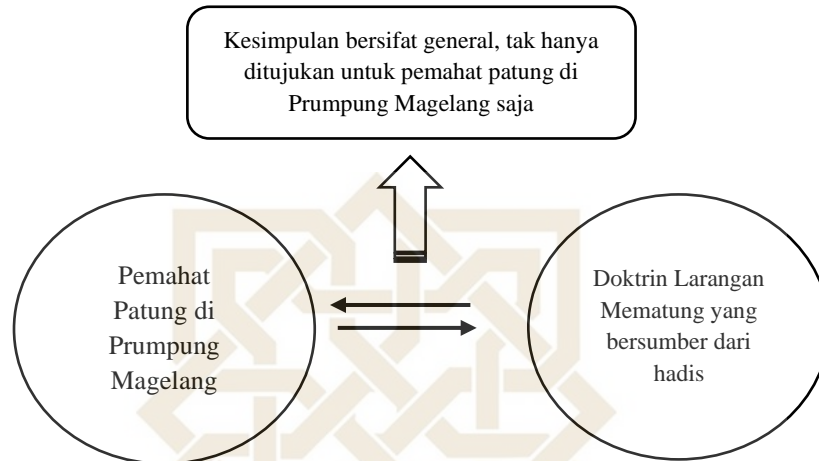 Kesimpulan bersifat general, tak hanya
ditujukan untuk pemahat patung di
Prumpung Magelang saja
Pemahat
Patung di
Prumpung
Magelang
Doktrin Larangan
Mematung yang
bersumber dari
hadis